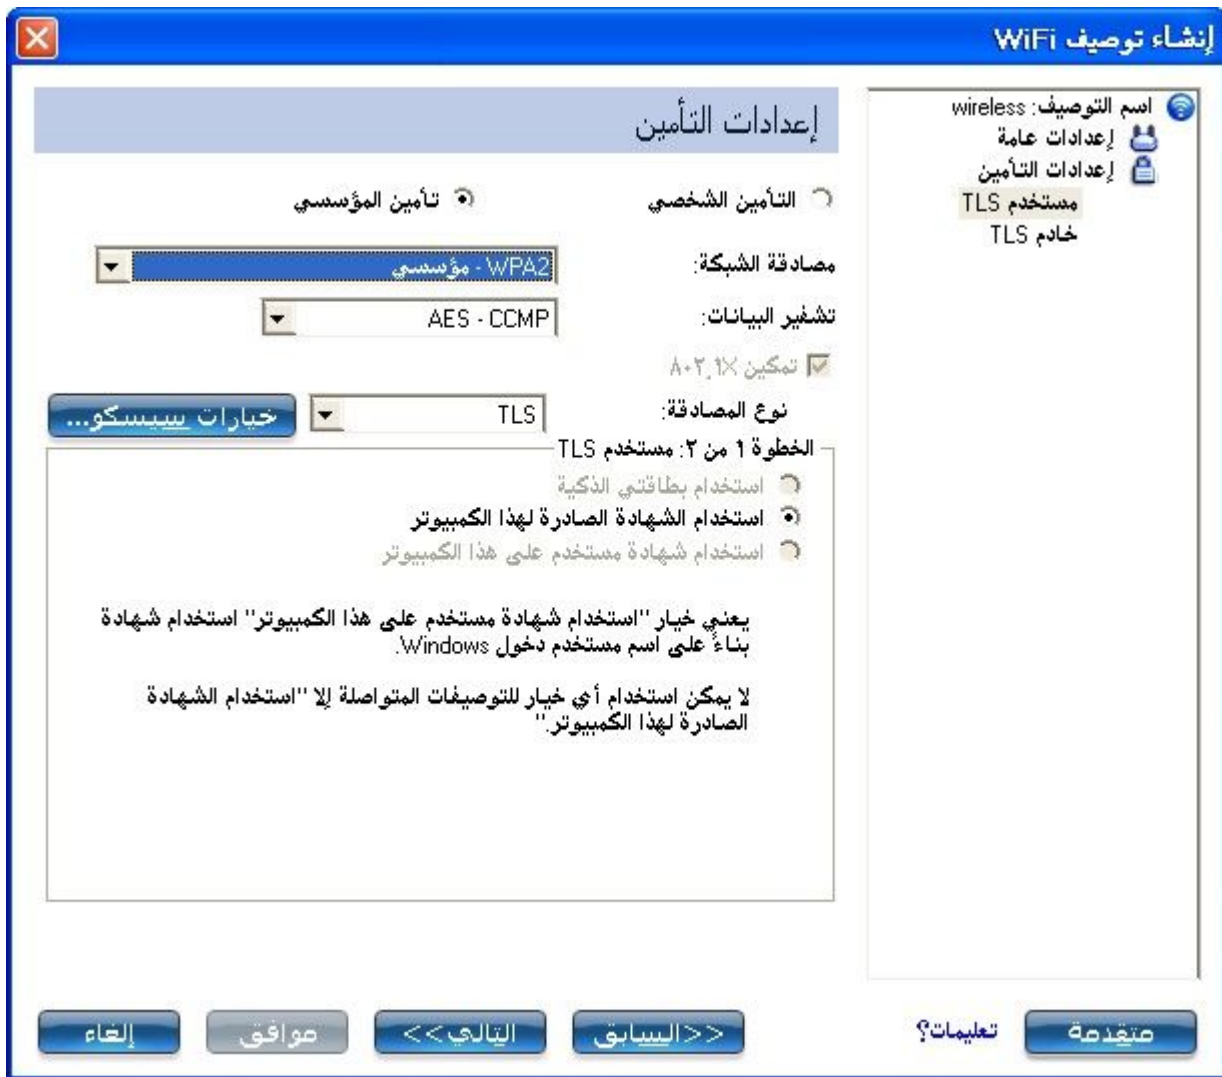 إنشاء توصيف WiFi
اسم التوصيف: wireless
إعدادات عامة
إعدادات التأمين
مستخدم TLS
خادم TLS
إعدادات التأمين
التأمين الشخصي
تأمين المؤسسي
مصادقة الشبكة:
WPA2 - مؤسسي
تشفير البيانات:
AES - CCMP
تمكين ٨٠٢٫١X
نوع المصادقة:
TLS
خيارات سيسكو...
الخطوة ١ من ٢: مستخدم TLS
استخدام بطاقتي الذكية
استخدام الشهادة الصادرة لهذا الكمبيوتر
استخدام شهادة مستخدم على هذا الكمبيوتر
يعني خيار "استخدام شهادة مستخدم على هذا الكمبيوتر" استخدام شهادة
بناءً على اسم مستخدم دخول Windows.
لا يمكن استخدام أي خيار للتوصيفات المتواصلة إلا "استخدام الشهادة
الصادرة لهذا الكمبيوتر."
متقدمة
تعليمات؟
<<السابق
التالي>>
موافق
إلغاء